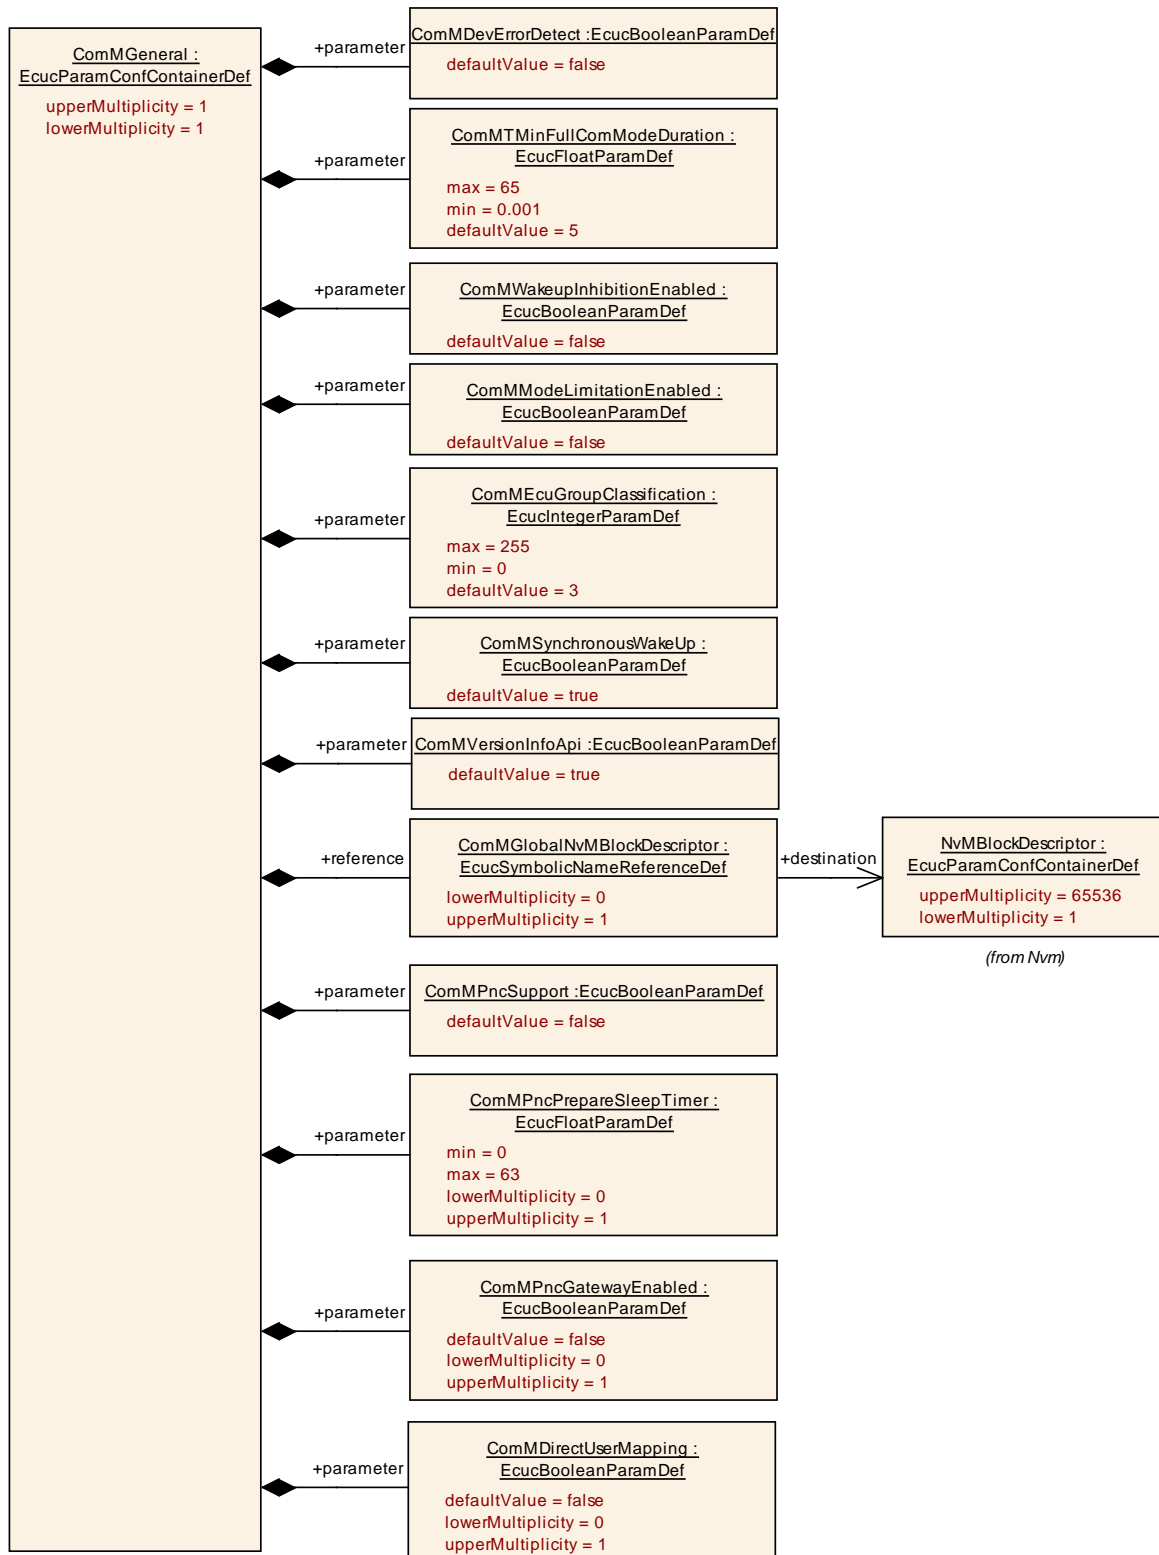 ComMGeneral :
EcucParamConfContainerDef
upperMultiplicity = 1
lowerMultiplicity = 1
+parameter
ComMDevErrorDetect :EcucBooleanParamDef
defaultValue = false
+parameter
ComMTMinFullComModeDuration :
EcucFloatParamDef
max = 65
min = 0.001
defaultValue = 5
+parameter
ComMWakeupInhibitionEnabled :
EcucBooleanParamDef
defaultValue = false
+parameter
ComMModeLimitationEnabled :
EcucBooleanParamDef
defaultValue = false
+parameter
ComMEcuGroupClassification :
EcucIntegerParamDef
max = 255
min = 0
defaultValue = 3
+parameter
ComMSynchronousWakeUp :
EcucBooleanParamDef
defaultValue = true
+parameter
ComMVersionInfoApi :EcucBooleanParamDef
defaultValue = true
+reference
ComMGlobalNvMBlockDescriptor :
EcucSymbolicNameReferenceDef
lowerMultiplicity = 0
upperMultiplicity = 1
+destination
NvMBlockDescriptor :
EcucParamConfContainerDef
upperMultiplicity = 65536
lowerMultiplicity = 1
(from Nvm)
+parameter
ComMPncSupport :EcucBooleanParamDef
defaultValue = false
+parameter
ComMPncPrepareSleepTimer :
EcucFloatParamDef
min = 0
max = 63
lowerMultiplicity = 0
upperMultiplicity = 1
+parameter
ComMPncGatewayEnabled :
EcucBooleanParamDef
defaultValue = false
lowerMultiplicity = 0
upperMultiplicity = 1
+parameter
ComMDirectUserMapping :
EcucBooleanParamDef
defaultValue = false
lowerMultiplicity = 0
upperMultiplicity = 1